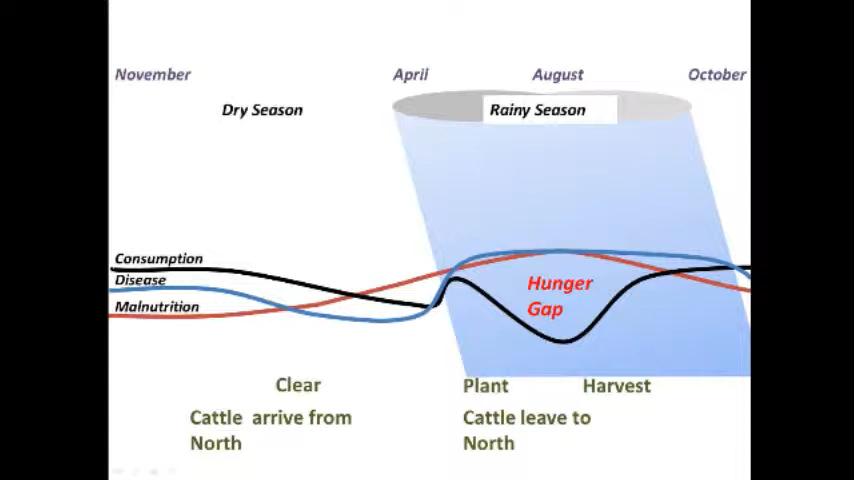 November April August October
Dry Season Rainy Season
Consumption
Disease
Malnutrition
Hunger
Gap
Clear Plant Harvest
Cattle arrive from
North
Cattle leave to
North